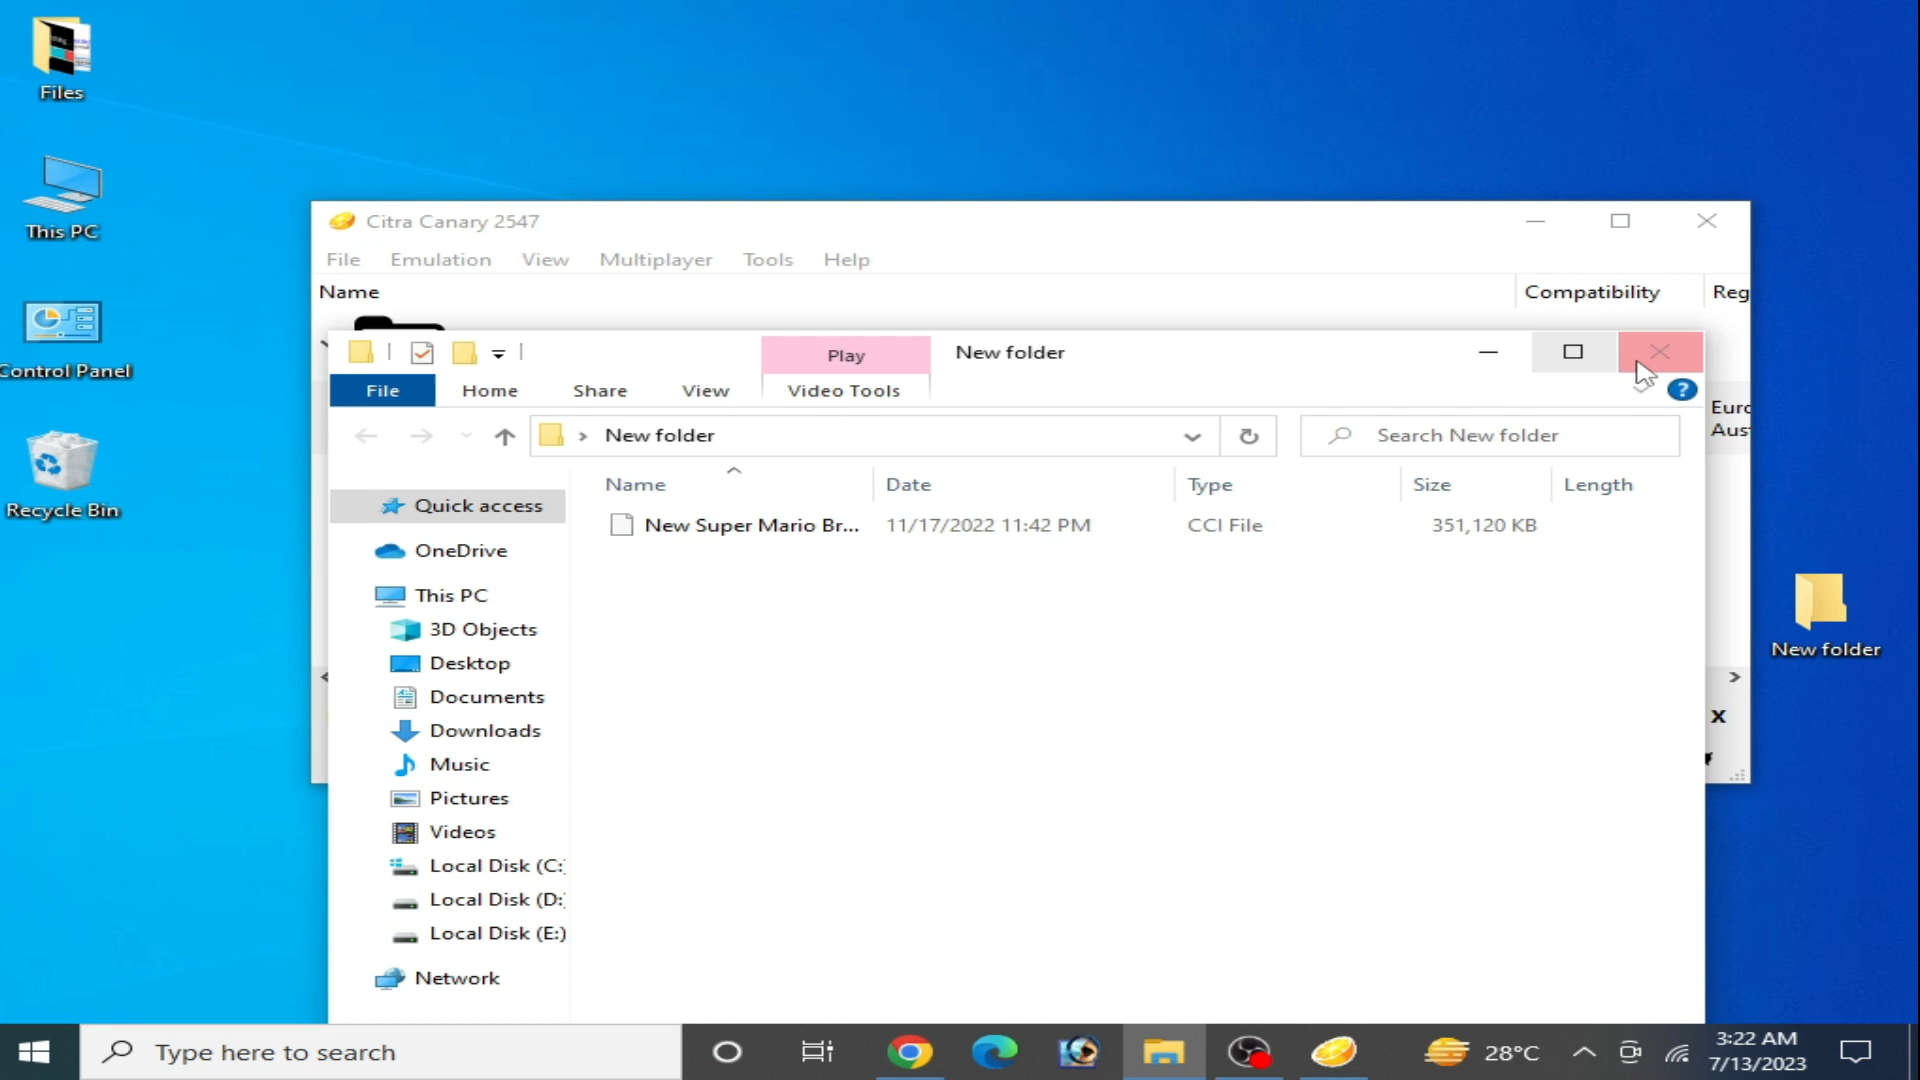 Files
This PC
Control Panel
Recycle Bin
Citra Canary 2547
File Emulation View Multiplayer Tools Help
Name Compatibility Reg
Play New folder
File Home Share View Video Tools
Euro
Aus
New folder Search New folder
Name Date Type Size Length
New Super Mario Br... 11/17/2022 11:42 PM CCI File 351,120 KB
Quick access
OneDrive
This PC
3D Objects
Desktop
Documents
Downloads
Music
Pictures
Videos
Local Disk (C:
Local Disk (D:
Local Disk (E:)
Network
New folder
X
Type here to search
28°C
3:22 AM
7/13/2023